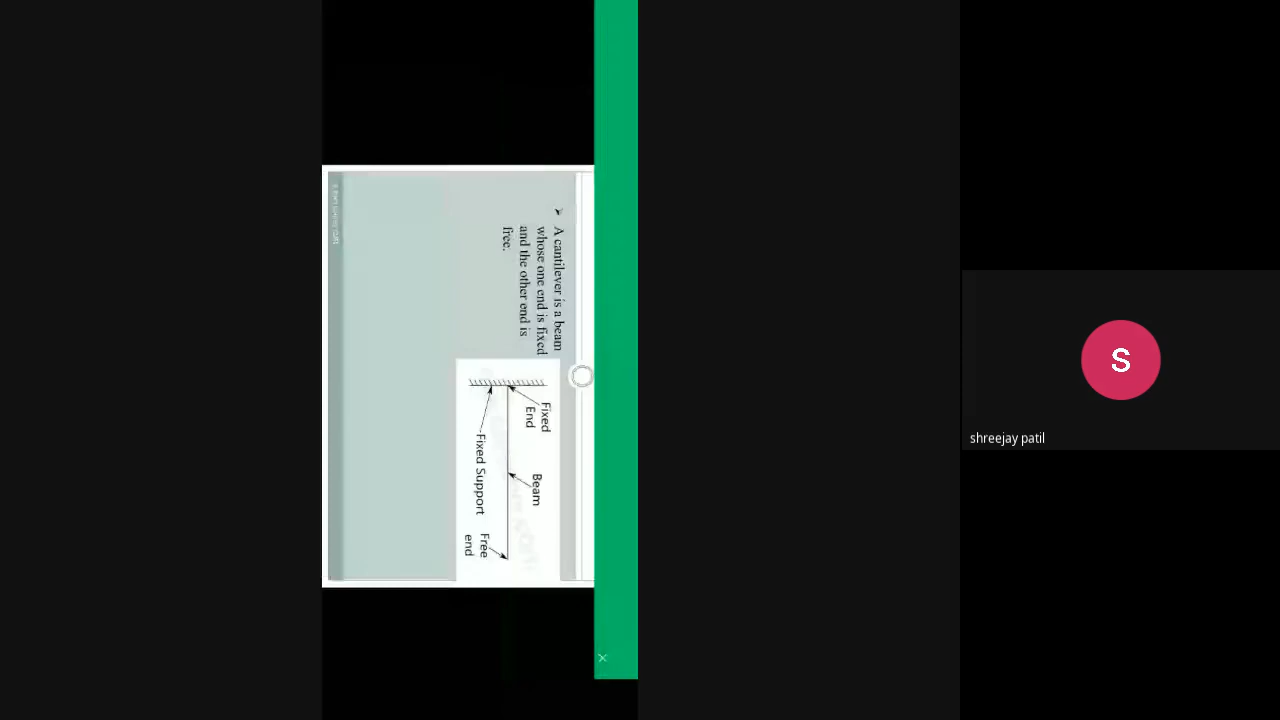 ➤ A cantilever is a beam
whose one end is fixed
and the other end is
free.
Fixed
End
Beam
Fixed Support
Free
end
S
shreejay patil